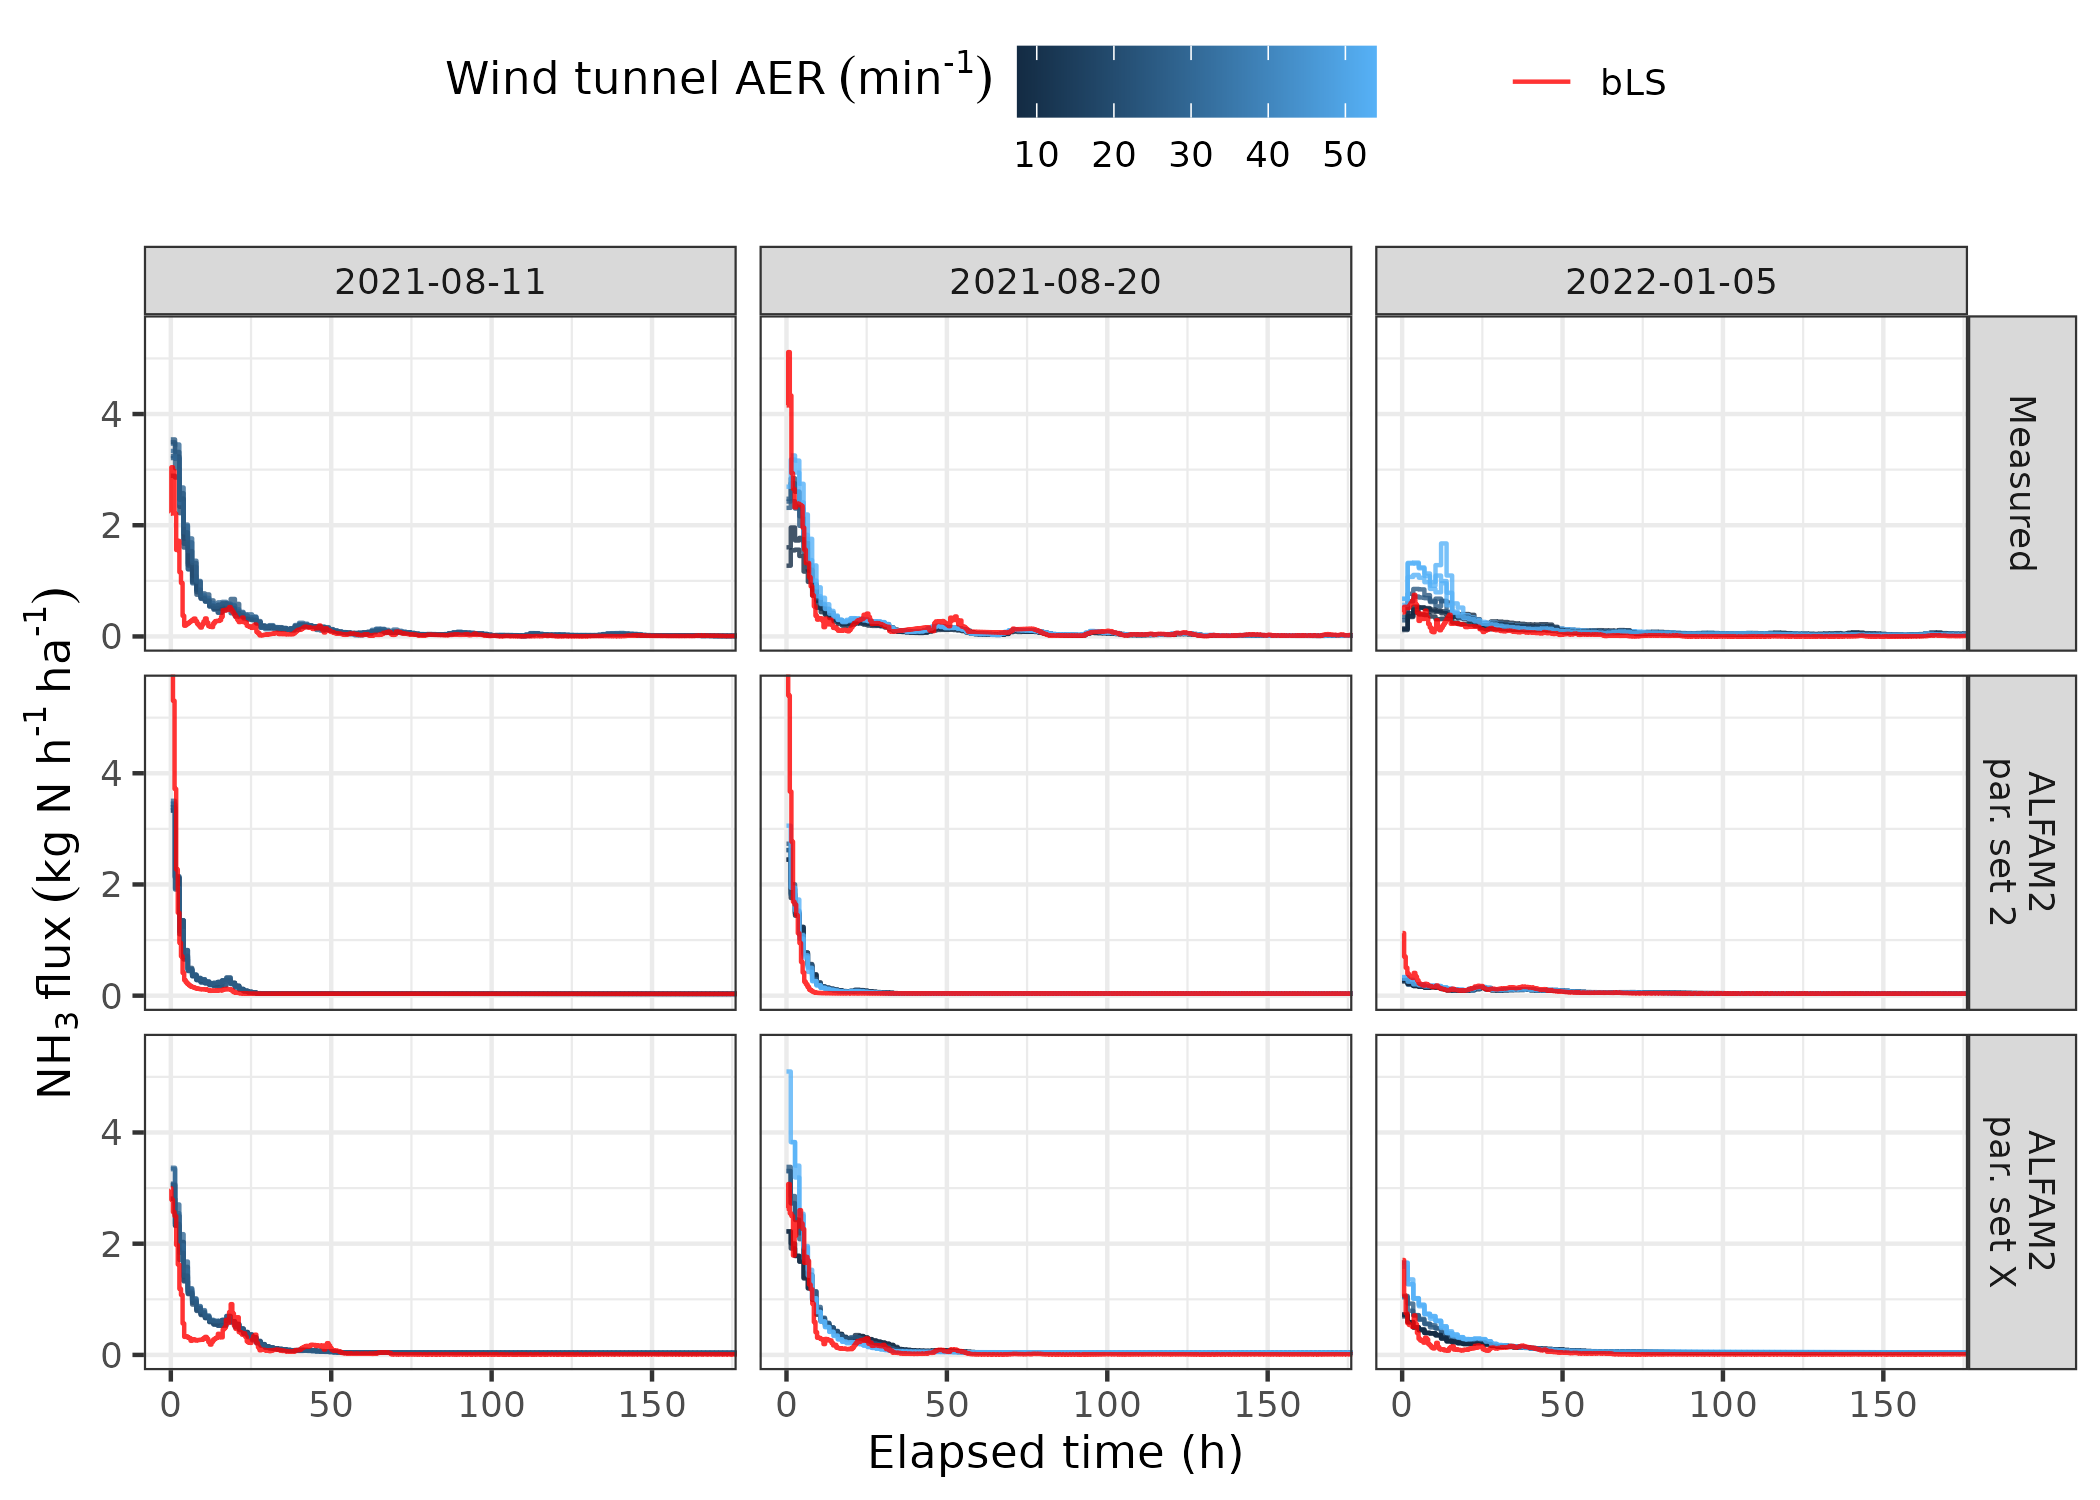 Wind tunnel AER (min⁻¹)
10 20 30 40 50
bLS
2021-08-11
2021-08-20
2022-01-05
NH₃ flux (kg N h⁻¹ ha⁻¹)
4
2
0
Measured
4
2
0
ALFAM2
par. set 2
4
2
0
ALFAM2
par. set X
0 50 100 150
0 50 100 150
0 50 100 150
Elapsed time (h)